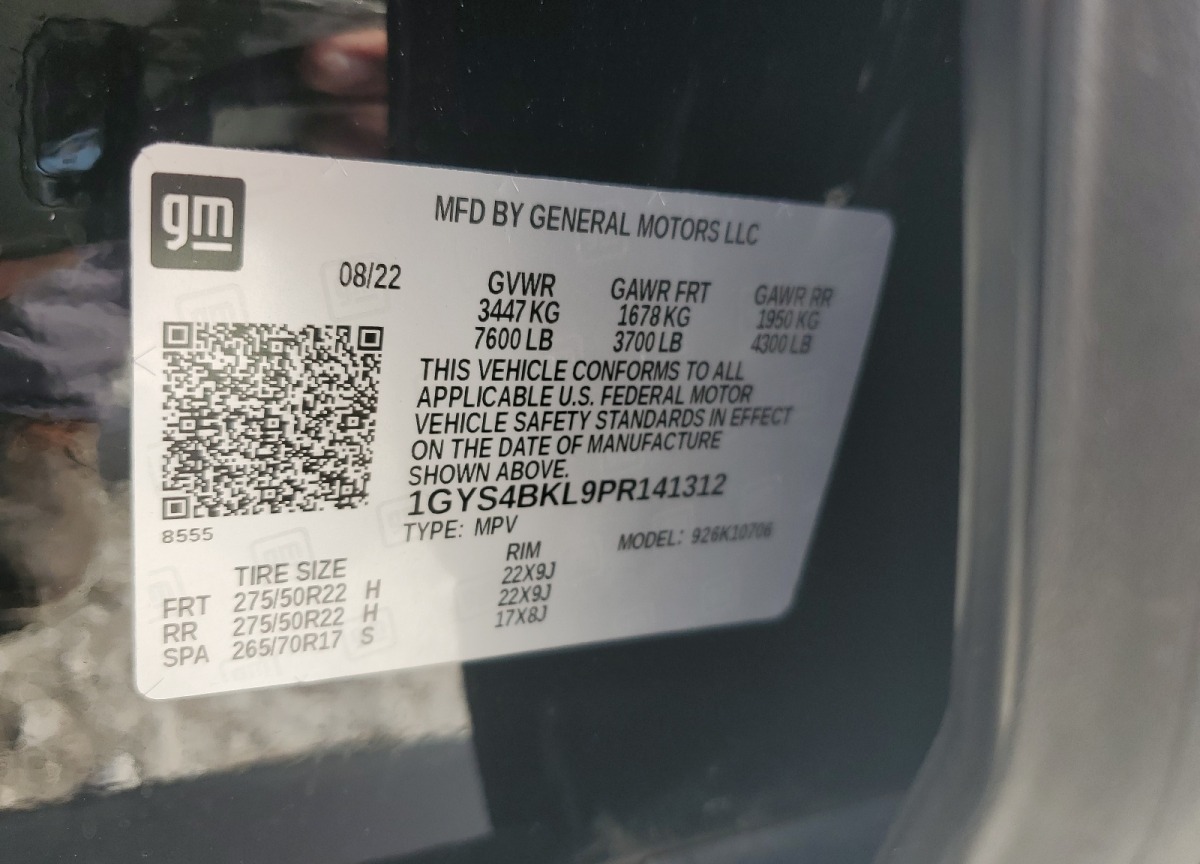 gm
MFD BY GENERAL MOTORS LLC
08/22 GVWR GAWR FRT GAWR RR
3447 KG 1678 KG 1950 KG
7600 LB 3700 LB 4300 LB
THIS VEHICLE CONFORMS TO ALL
APPLICABLE U.S. FEDERAL MOTOR
VEHICLE SAFETY STANDARDS IN EFFECT
ON THE DATE OF MANUFACTURE
SHOWN ABOVE.
1GYS4BKL9PR141312
8555 TYPE: MPV MODEL: 926K10706
TIRE SIZE RIM
FRT 275/50R22 H 22X9J
RR 275/50R22 H 22X9J
SPA 265/70R17 S 17X8J